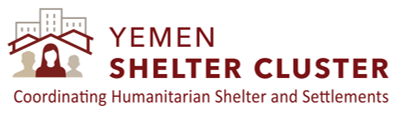 YEMEN
SHELTER CLUSTER
Coordinating Humanitarian Shelter and Settlements